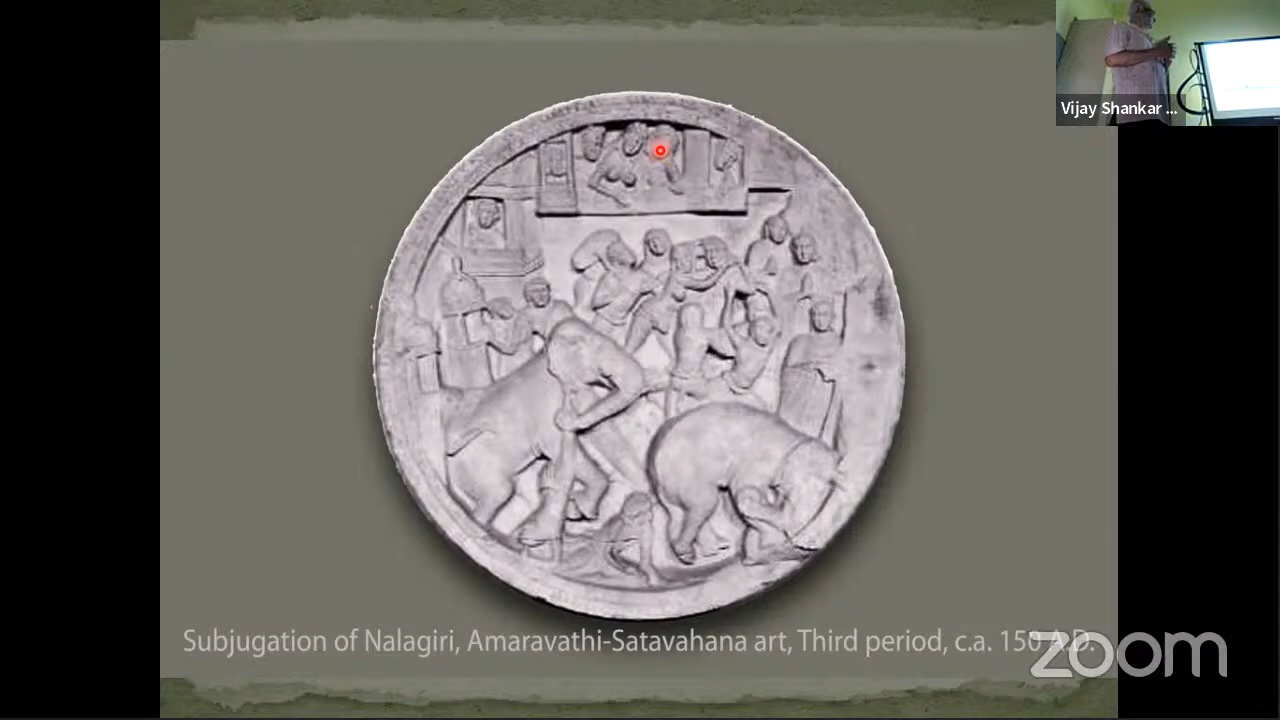 Vijay Shankar ...
Subjugation of Nalagiri, Amaravathi-Satavahana art, Third period, c.a. 150 A.D.
zoom